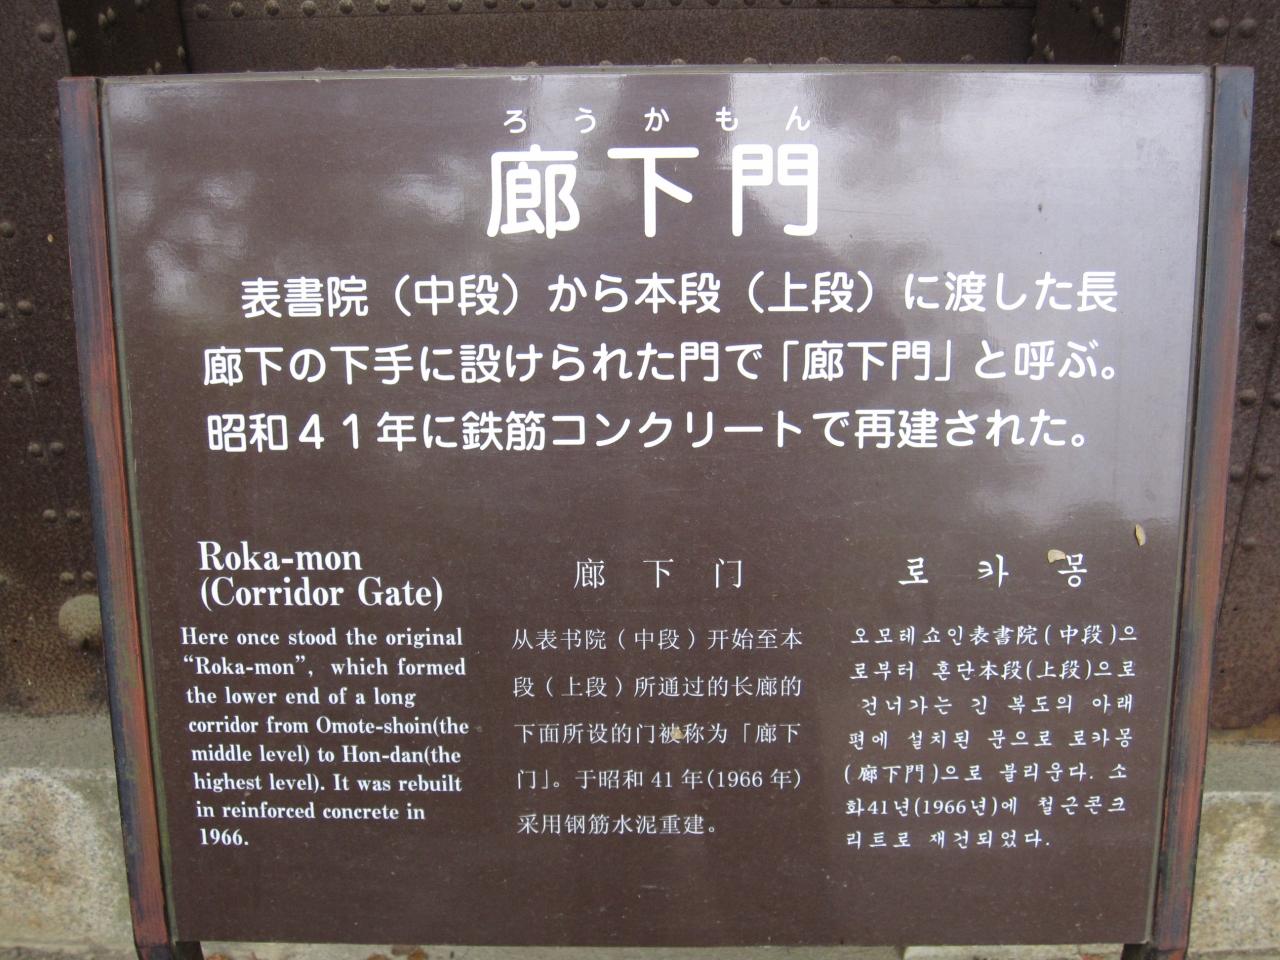 ろうかもん
廊下門
表書院（中段）から本段（上段）に渡した長
廊下の下手に設けられた門で「廊下門」と呼ぶ。
昭和４１年に鉄筋コンクリートで再建された。
Roka-mon
(Corridor Gate)
Here once stood the original
“Roka-mon”, which formed
the lower end of a long
corridor from Omote-shoin(the
middle level) to Hon-dan(the
highest level). It was rebuilt
in reinforced concrete in
1966.
廊下门
从表书院（中段）开始至本
段（上段）所通过的长廊的
下面所设的门被称为「廊下
门」。于昭和 41 年(1966 年)
采用钢筋水泥重建。
로카몽
오모테쇼인表書院(中段)으
로부터 혼단本段(上段)으로
건너가는 긴 복도의 아래
편에 설치된 문으로 로카몽
(廊下門)으로 불리운다. 소
화41년(1966년)에 철근콘크
리트로 재건되었다.